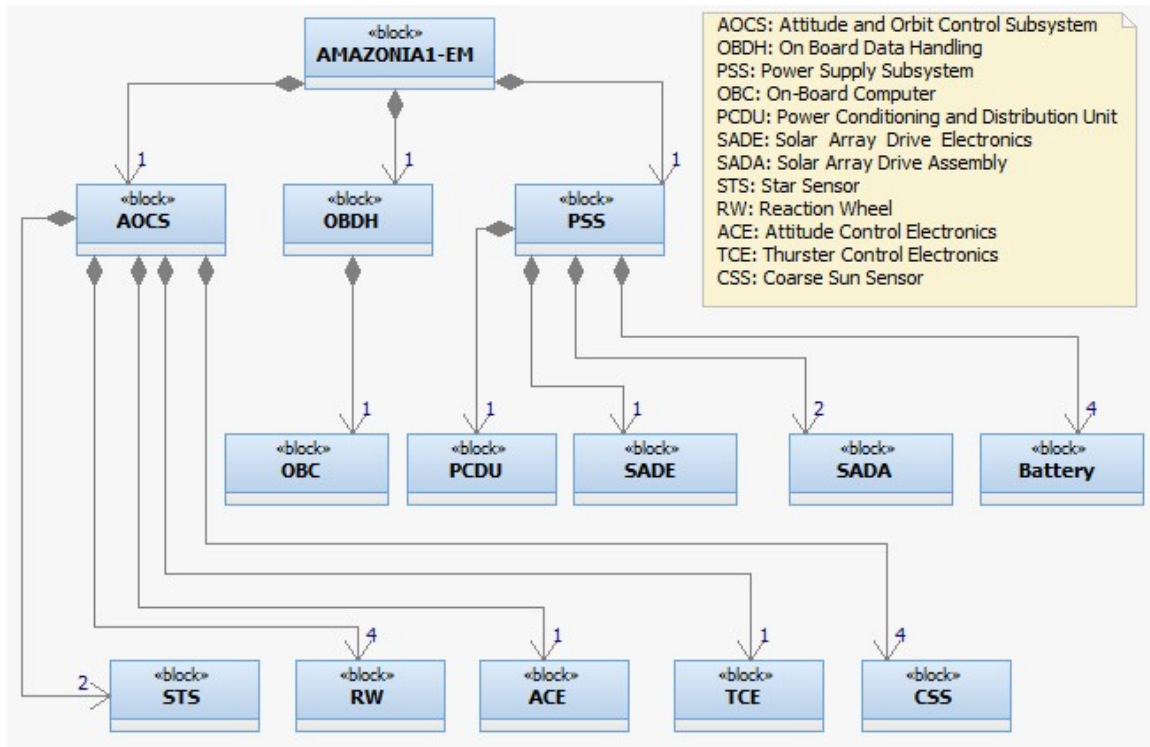 «block»
AMAZONIA1-EM
AOCS: Attitude and Orbit Control Subsystem
OBDH: On Board Data Handling
PSS: Power Supply Subsystem
OBC: On-Board Computer
PCDU: Power Conditioning and Distribution Unit
SADE: Solar Array Drive Electronics
SADA: Solar Array Drive Assembly
STS: Star Sensor
RW: Reaction Wheel
ACE: Attitude Control Electronics
TCE: Thurster Control Electronics
CSS: Coarse Sun Sensor
1
1
1
«block»
AOCS
«block»
OBDH
«block»
PSS
1
1
1
2
4
«block»
OBC
«block»
PCDU
«block»
SADE
«block»
SADA
«block»
Battery
2
4
1
1
4
«block»
STS
«block»
RW
«block»
ACE
«block»
TCE
«block»
CSS